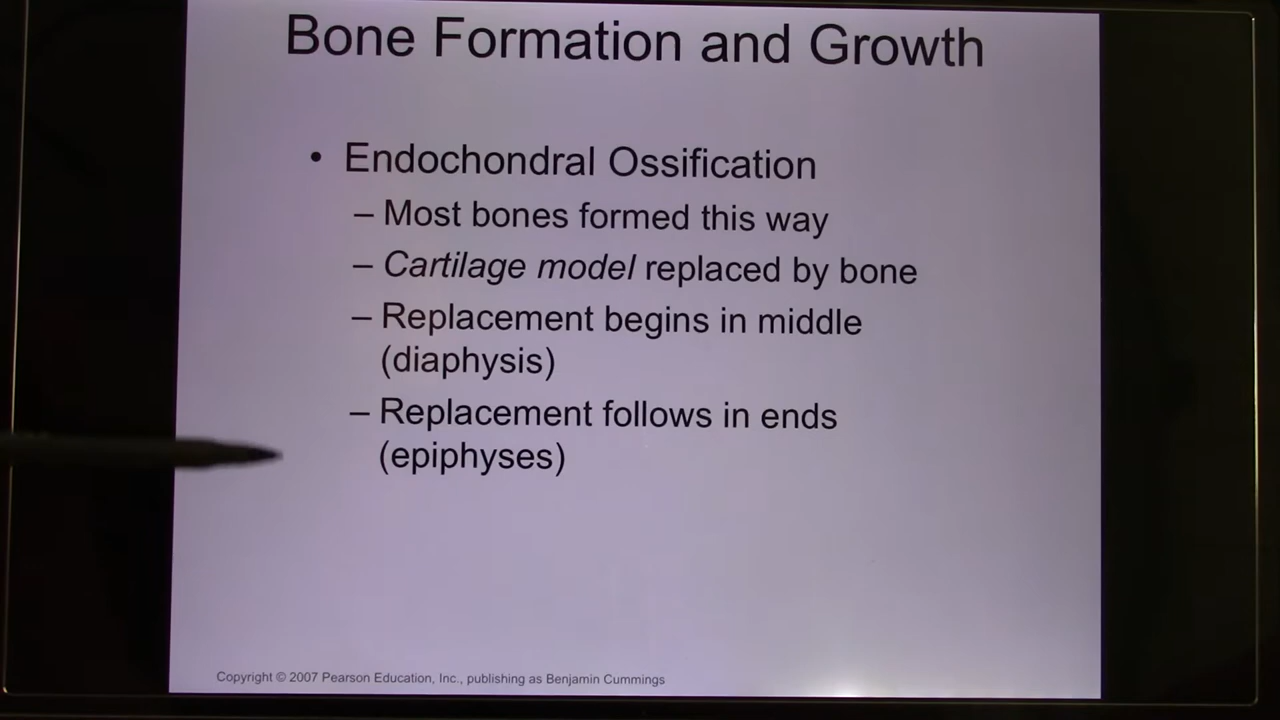 Bone Formation and Growth
• Endochondral Ossification
– Most bones formed this way
– Cartilage model replaced by bone
– Replacement begins in middle
(diaphysis)
– Replacement follows in ends
(epiphyses)
Copyright © 2007 Pearson Education, Inc., publishing as Benjamin Cummings